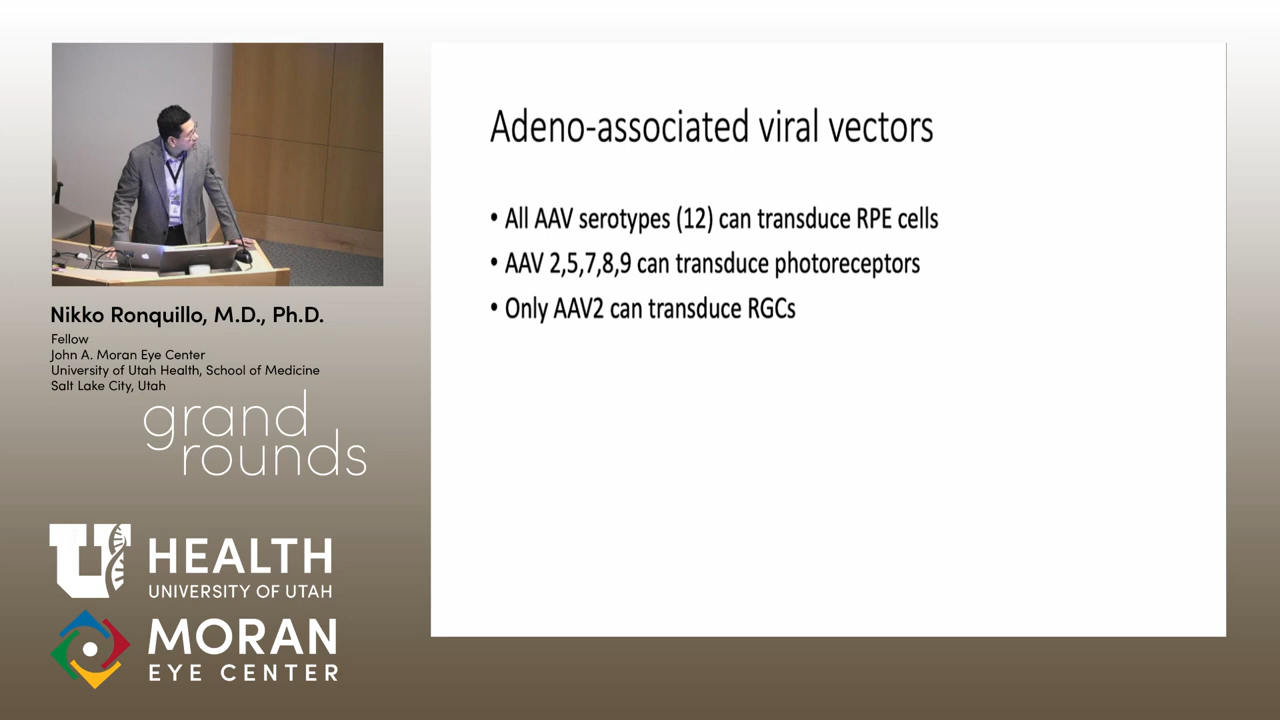 Nikko Ronquillo, M.D., Ph.D.
Fellow
John A. Moran Eye Center
University of Utah Health, School of Medicine
Salt Lake City, Utah
grand
rounds
U HEALTH
UNIVERSITY OF UTAH
MORAN
EYE CENTER
Adeno-associated viral vectors
• All AAV serotypes (12) can transduce RPE cells
• AAV 2,5,7,8,9 can transduce photoreceptors
• Only AAV2 can transduce RGCs